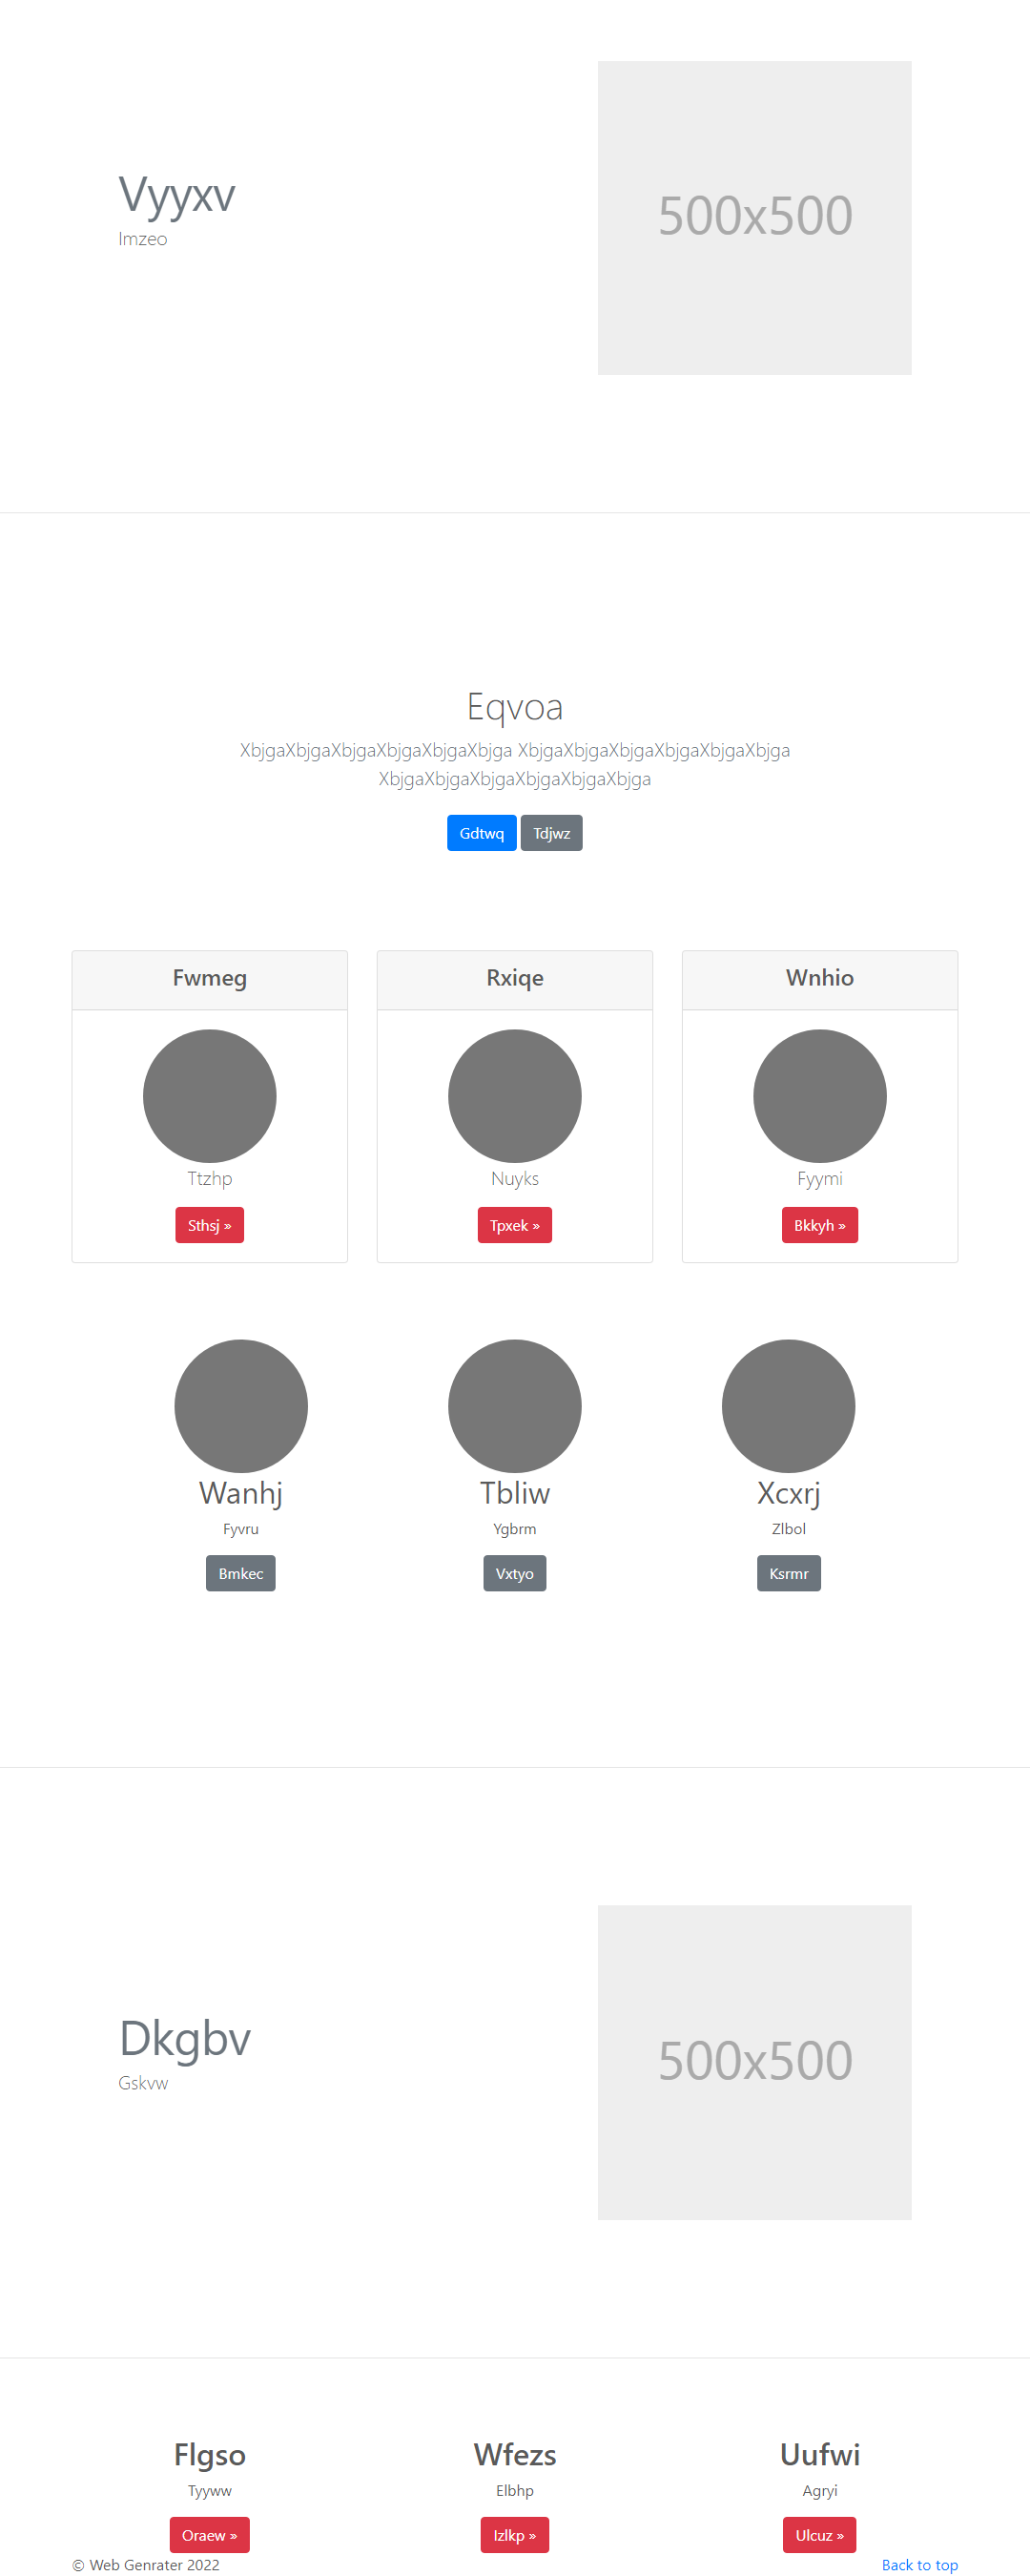 Vyyxv
Imzeo
500x500
Eqvoa
XbjgaXbjgaXbjgaXbjgaXbjgaXbjga XbjgaXbjgaXbjgaXbjgaXbjgaXbjga
XbjgaXbjgaXbjgaXbjgaXbjgaXbjga
Gdtwq Tdjwz
Fwmeg Rxiqe Wnhio
Ttzhp Nuyks Fyymi
Sthsj » Tpxek » Bkkyh »
Wanhj Tbliw Xcxrj
Fyvru Ygbrm Zlbol
Bmkec Vxtyo Ksrmr
Dkgbv
Gskvw
500x500
Flgso Wfezs Uufwi
Tyyww Elbhp Agryi
Oraew » Izlkp » Ulcuz »
© Web Genrater 2022 Back to top